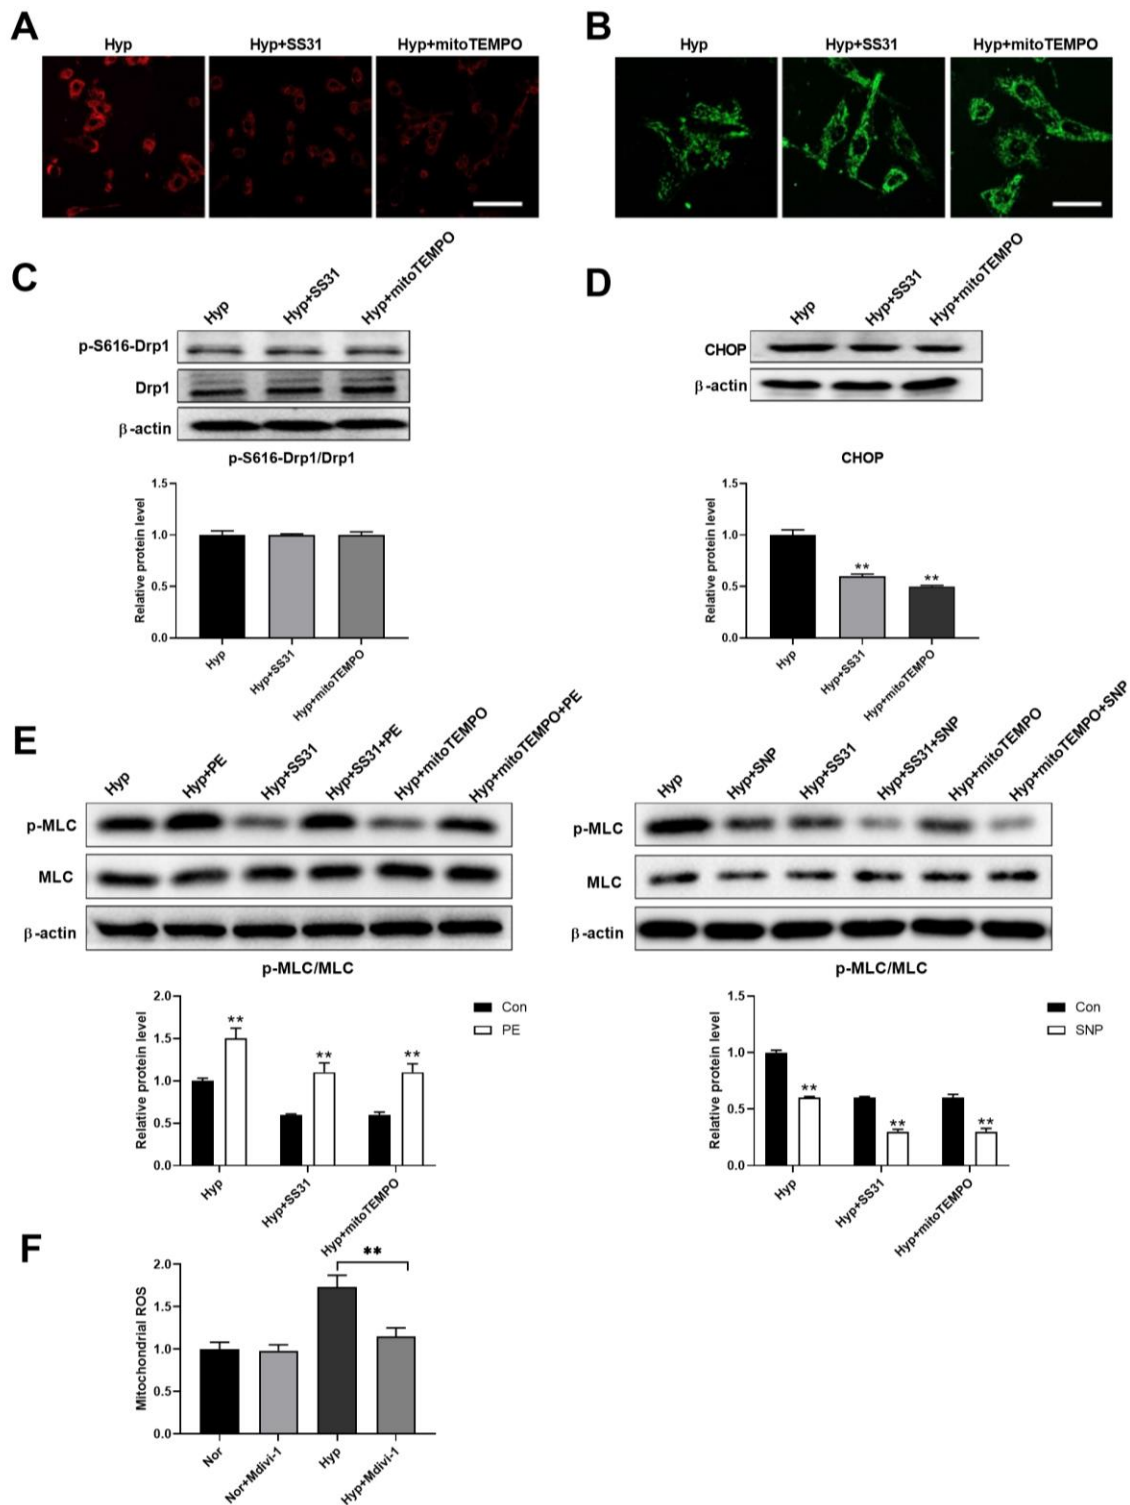 A
B
Hyp
Hyp+SS31
Hyp+mitoTEMPO
Hyp
Hyp+SS31
Hyp+mitoTEMPO
C
D
Hyp
Hyp+SS31
Hyp+mitoTEMPO
Hyp
Hyp+SS31
Hyp+mitoTEMPO
p-S616-Drp1
Drp1
β-actin
CHOP
β-actin
p-S616-Drp1/Drp1
Relative protein level
1.5
1.0
0.5
0.0
Hyp
Hyp+SS31
Hyp+mitoTEMPO
CHOP
Relative protein level
1.5
1.0
0.5
0.0
**
**
Hyp
Hyp+SS31
Hyp+mitoTEMPO
E
Hyp
Hyp+PE
Hyp+SS31
Hyp+SS31+PE
Hyp+mitoTEMPO
Hyp+mitoTEMPO+PE
p-MLC
MLC
β-actin
Hyp
Hyp+SNP
Hyp+SS31
Hyp+SS31+SNP
Hyp+mitoTEMPO
Hyp+mitoTEMPO+SNP
p-MLC
MLC
β-actin
p-MLC/MLC
Relative protein level
2.0
1.5
1.0
0.5
0.0
**
**
**
Con
PE
Hyp
Hyp+SS31
Hyp+mitoTEMPO
p-MLC/MLC
Relative protein level
1.5
1.0
0.5
0.0
**
**
**
Con
SNP
Hyp
Hyp+SS31
Hyp+mitoTEMPO
F
Mitochondrial ROS
2.0
1.5
1.0
0.5
0.0
**
Nor
Nor+Mdivi-1
Hyp
Hyp+Mdivi-1